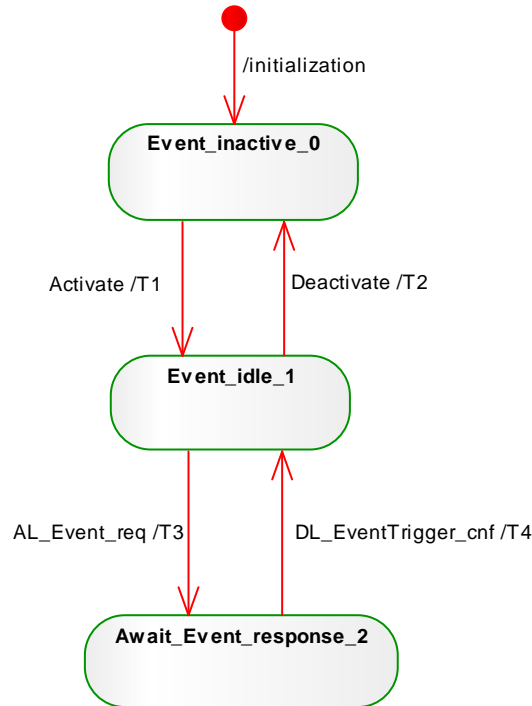 /initialization
Event_inactive_0
Activate /T1
Deactivate /T2
Event_idle_1
AL_Event_req /T3
DL_EventTrigger_cnf /T4
Await_Event_response_2